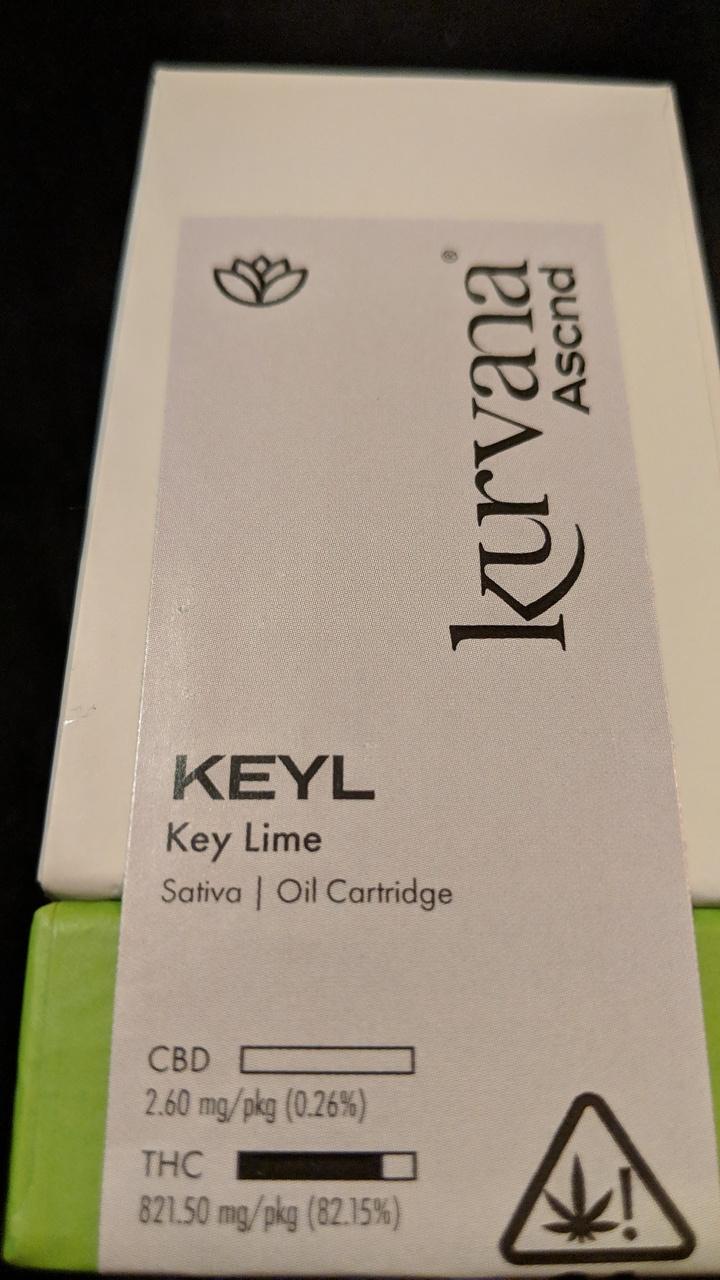 kurvana®
Ascnd
KEYL
Key Lime
Sativa | Oil Cartridge
CBD
2.60 mg/pkg (0.26%)
THC
821.50 mg/pkg (82.15%)
!